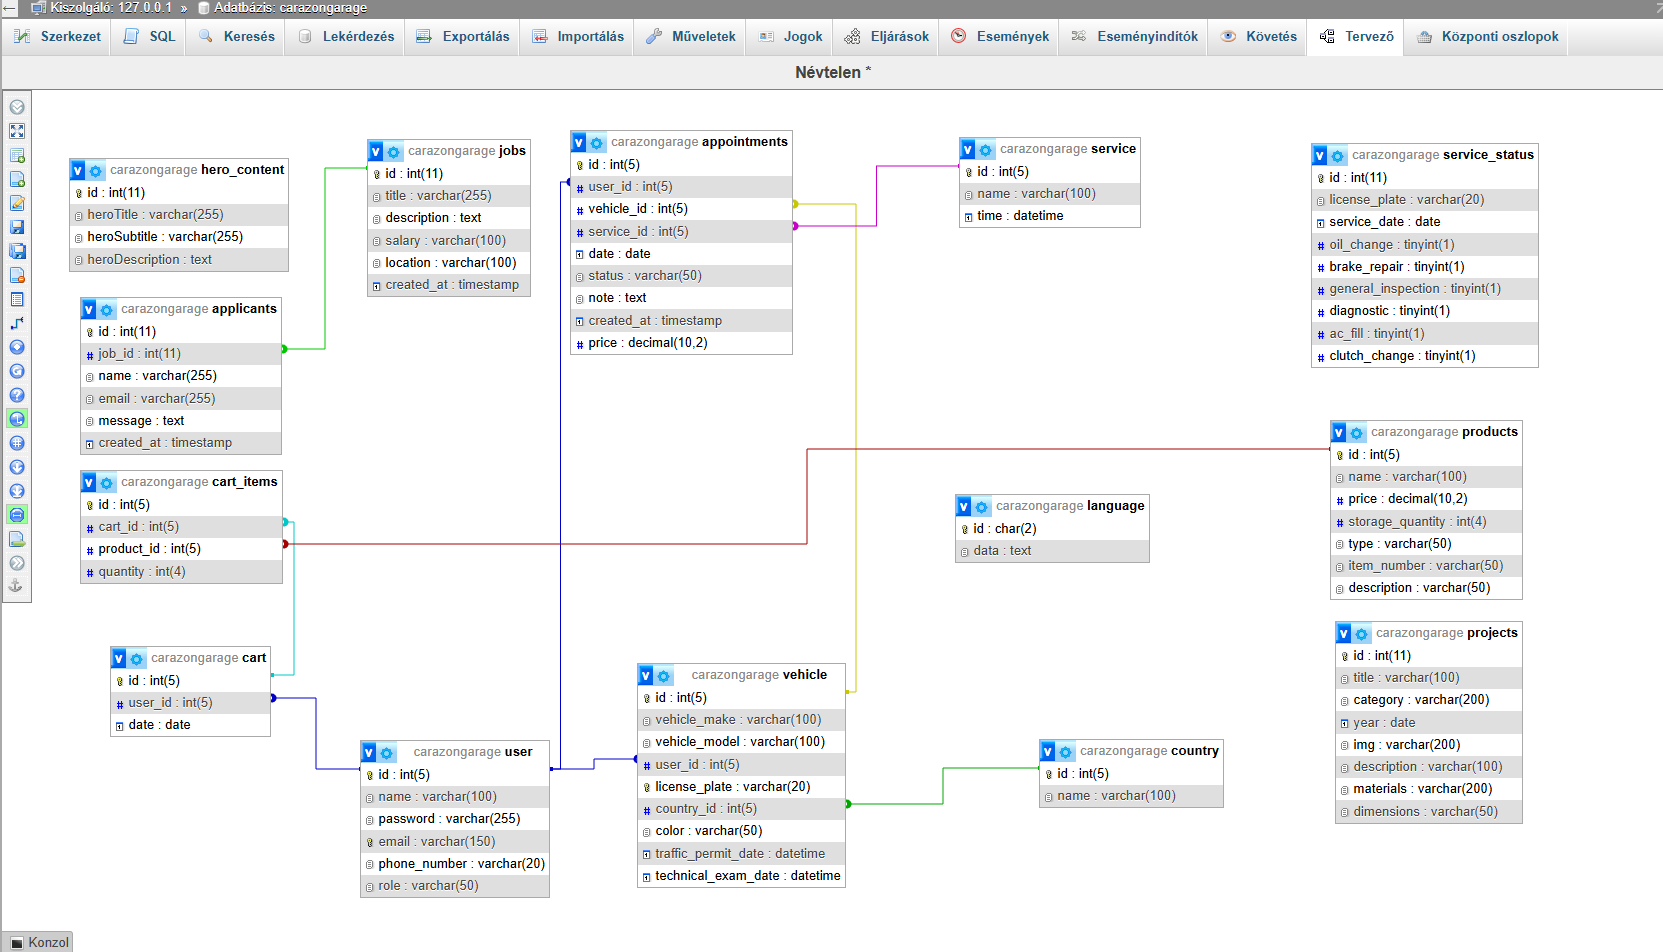 Kiszolgáló: 127.0.0.1 » Adatbázis: carazongarage
Szerkezet SQL Keresés Lekérdezés Exportálás Importálás Műveletek Jogok Eljárások Események Eseményindítók Követés Tervező Központi oszlopok
Névtelen *
carazongarage hero_content
id : int(11)
heroTitle : varchar(255)
heroSubtitle : varchar(255)
heroDescription : text
carazongarage jobs
id : int(11)
title : varchar(255)
description : text
salary : varchar(100)
location : varchar(100)
created_at : timestamp
carazongarage appointments
id : int(5)
user_id : int(5)
vehicle_id : int(5)
service_id : int(5)
date : date
status : varchar(50)
note : text
created_at : timestamp
price : decimal(10,2)
carazongarage service
id : int(5)
name : varchar(100)
time : datetime
carazongarage service_status
id : int(11)
license_plate : varchar(20)
service_date : date
oil_change : tinyint(1)
brake_repair : tinyint(1)
general_inspection : tinyint(1)
diagnostic : tinyint(1)
ac_fill : tinyint(1)
clutch_change : tinyint(1)
carazongarage applicants
id : int(11)
job_id : int(11)
name : varchar(255)
email : varchar(255)
message : text
created_at : timestamp
carazongarage cart_items
id : int(5)
cart_id : int(5)
product_id : int(5)
quantity : int(4)
carazongarage language
id : char(2)
data : text
carazongarage products
id : int(5)
name : varchar(100)
price : decimal(10,2)
storage_quantity : int(4)
type : varchar(50)
item_number : varchar(50)
description : varchar(50)
carazongarage cart
id : int(5)
user_id : int(5)
date : date
carazongarage user
id : int(5)
name : varchar(100)
password : varchar(255)
email : varchar(150)
phone_number : varchar(20)
role : varchar(50)
carazongarage vehicle
id : int(5)
vehicle_make : varchar(100)
vehicle_model : varchar(100)
user_id : int(5)
license_plate : varchar(20)
country_id : int(5)
color : varchar(50)
traffic_permit_date : datetime
technical_exam_date : datetime
carazongarage country
id : int(5)
name : varchar(100)
carazongarage projects
id : int(11)
title : varchar(100)
category : varchar(200)
year : date
img : varchar(200)
description : varchar(100)
materials : varchar(200)
dimensions : varchar(50)
Konzol